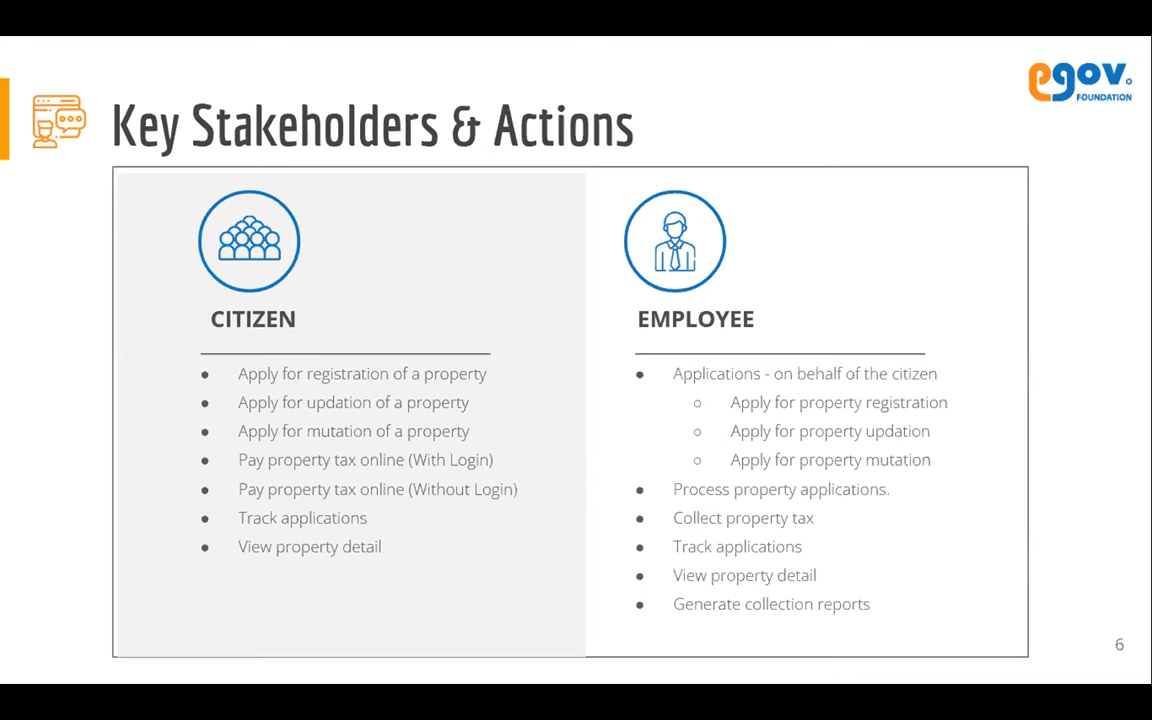 egov.
FOUNDATION
Key Stakeholders & Actions
CITIZEN
● Apply for registration of a property
● Apply for updation of a property
● Apply for mutation of a property
● Pay property tax online (With Login)
● Pay property tax online (Without Login)
● Track applications
● View property detail
EMPLOYEE
● Applications - on behalf of the citizen
○ Apply for property registration
○ Apply for property updation
○ Apply for property mutation
● Process property applications.
● Collect property tax
● Track applications
● View property detail
● Generate collection reports
6